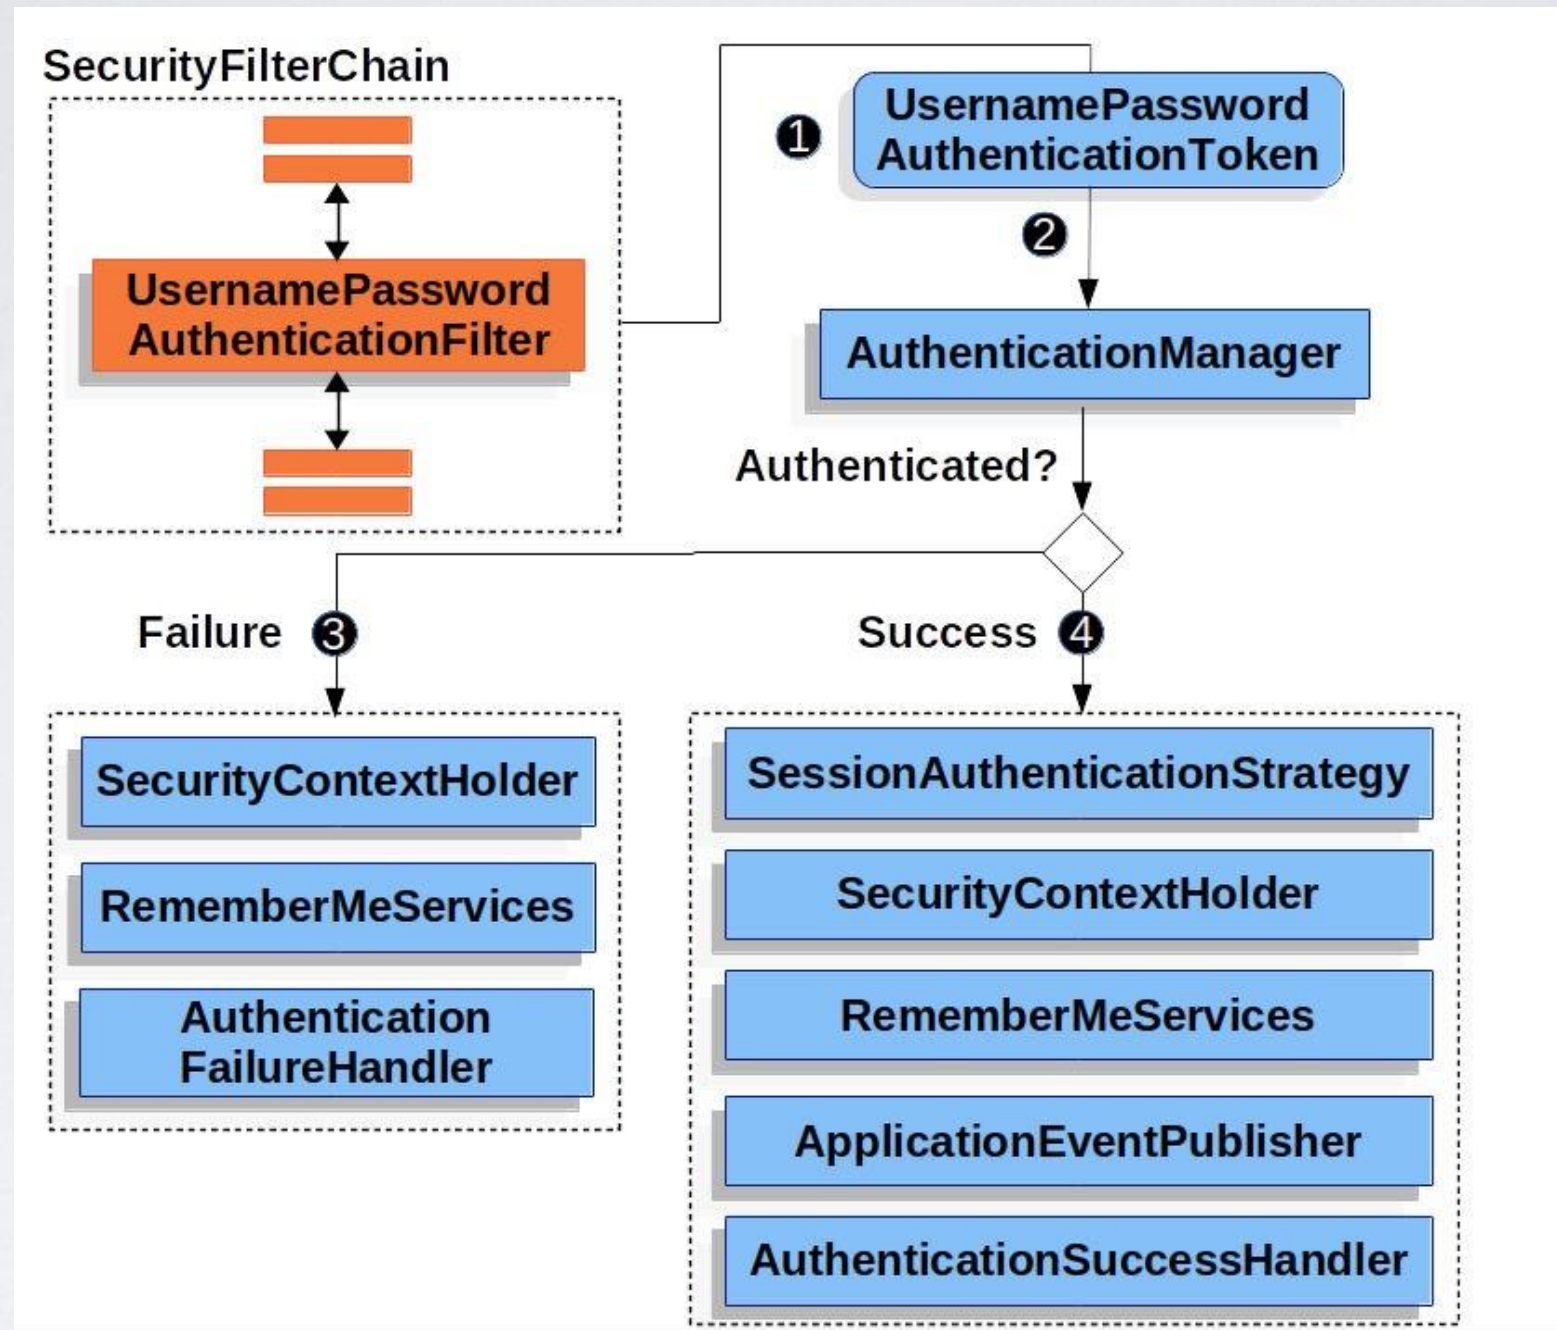 SecurityFilterChain
UsernamePassword
AuthenticationFilter
1
UsernamePassword
AuthenticationToken
2
AuthenticationManager
Authenticated?
Failure
3
Success
4
SecurityContextHolder
RememberMeServices
Authentication
FailureHandler
SessionAuthenticationStrategy
SecurityContextHolder
RememberMeServices
ApplicationEventPublisher
AuthenticationSuccessHandler